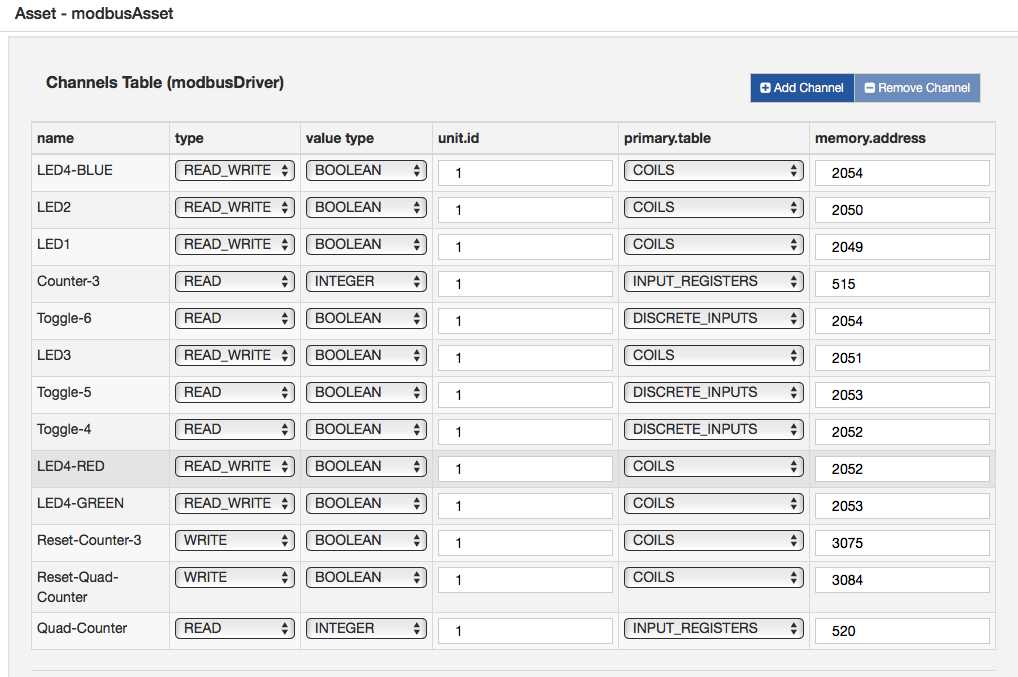 Asset - modbusAsset
Channels Table (modbusDriver)
Add Channel Remove Channel
name type value type unit.id primary.table memory.address
LED4-BLUE READ_WRITE BOOLEAN 1 COILS 2054
LED2 READ_WRITE BOOLEAN 1 COILS 2050
LED1 READ_WRITE BOOLEAN 1 COILS 2049
Counter-3 READ INTEGER 1 INPUT_REGISTERS 515
Toggle-6 READ BOOLEAN 1 DISCRETE_INPUTS 2054
LED3 READ_WRITE BOOLEAN 1 COILS 2051
Toggle-5 READ BOOLEAN 1 DISCRETE_INPUTS 2053
Toggle-4 READ BOOLEAN 1 DISCRETE_INPUTS 2052
LED4-RED READ_WRITE BOOLEAN 1 COILS 2052
LED4-GREEN READ_WRITE BOOLEAN 1 COILS 2053
Reset-Counter-3 WRITE BOOLEAN 1 COILS 3075
Reset-Quad- WRITE BOOLEAN 1 COILS 3084
Counter
Quad-Counter READ INTEGER 1 INPUT_REGISTERS 520